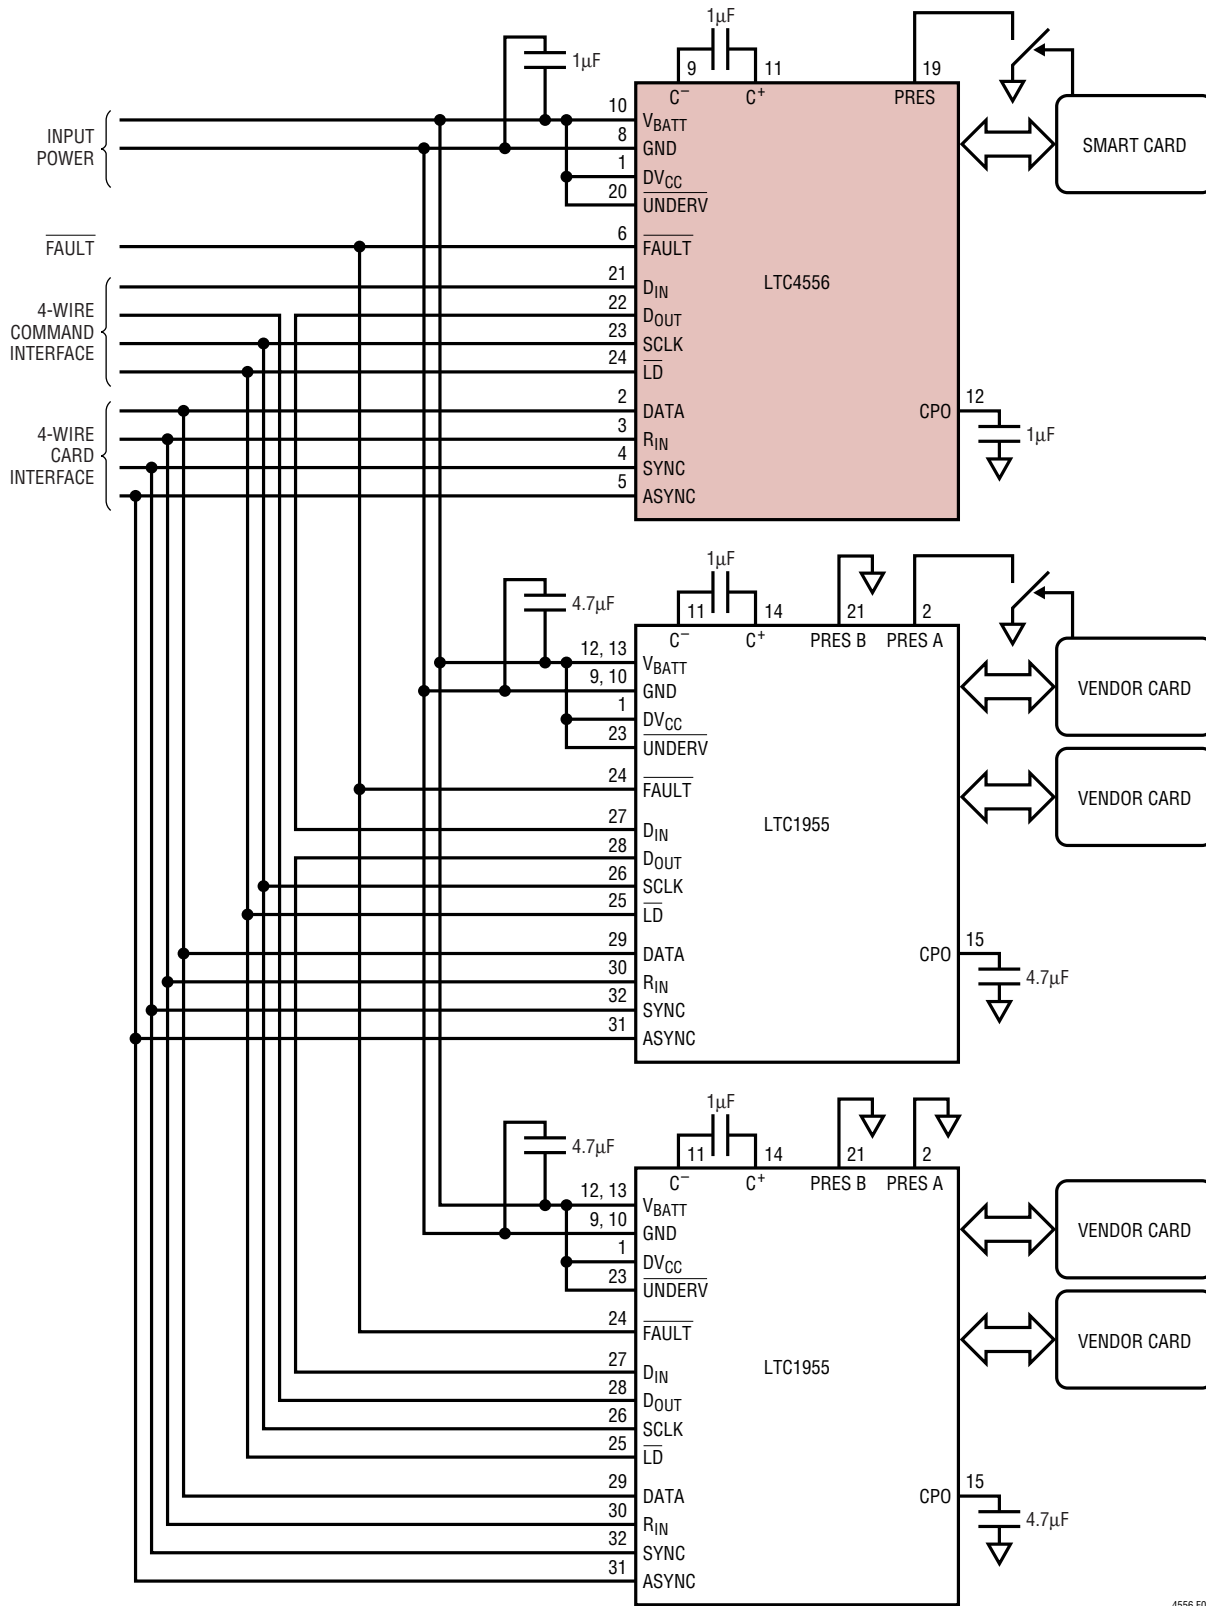 1µF
1µF
9
11
19
C–
C+
PRES
INPUT
POWER
10
VBATT
8
GND
1
DVCC
20
UNDERV
SMART CARD
FAULT
6
FAULT
4-WIRE
COMMAND
INTERFACE
21
DIN
22
DOUT
23
SCLK
24
LD
LTC4556
4-WIRE
CARD
INTERFACE
2
DATA
3
RIN
4
SYNC
5
ASYNC
CPO
12
1µF
1µF
4.7µF
11
14
21
2
C–
C+
PRES B
PRES A
12, 13
VBATT
9, 10
GND
1
DVCC
23
UNDERV
VENDOR CARD
VENDOR CARD
24
FAULT
27
DIN
28
DOUT
26
SCLK
25
LD
LTC1955
29
DATA
30
RIN
32
SYNC
31
ASYNC
CPO
15
4.7µF
1µF
4.7µF
11
14
21
2
C–
C+
PRES B
PRES A
12, 13
VBATT
9, 10
GND
1
DVCC
23
UNDERV
VENDOR CARD
VENDOR CARD
24
FAULT
27
DIN
28
DOUT
26
SCLK
25
LD
LTC1955
29
DATA
30
RIN
32
SYNC
31
ASYNC
CPO
15
4.7µF